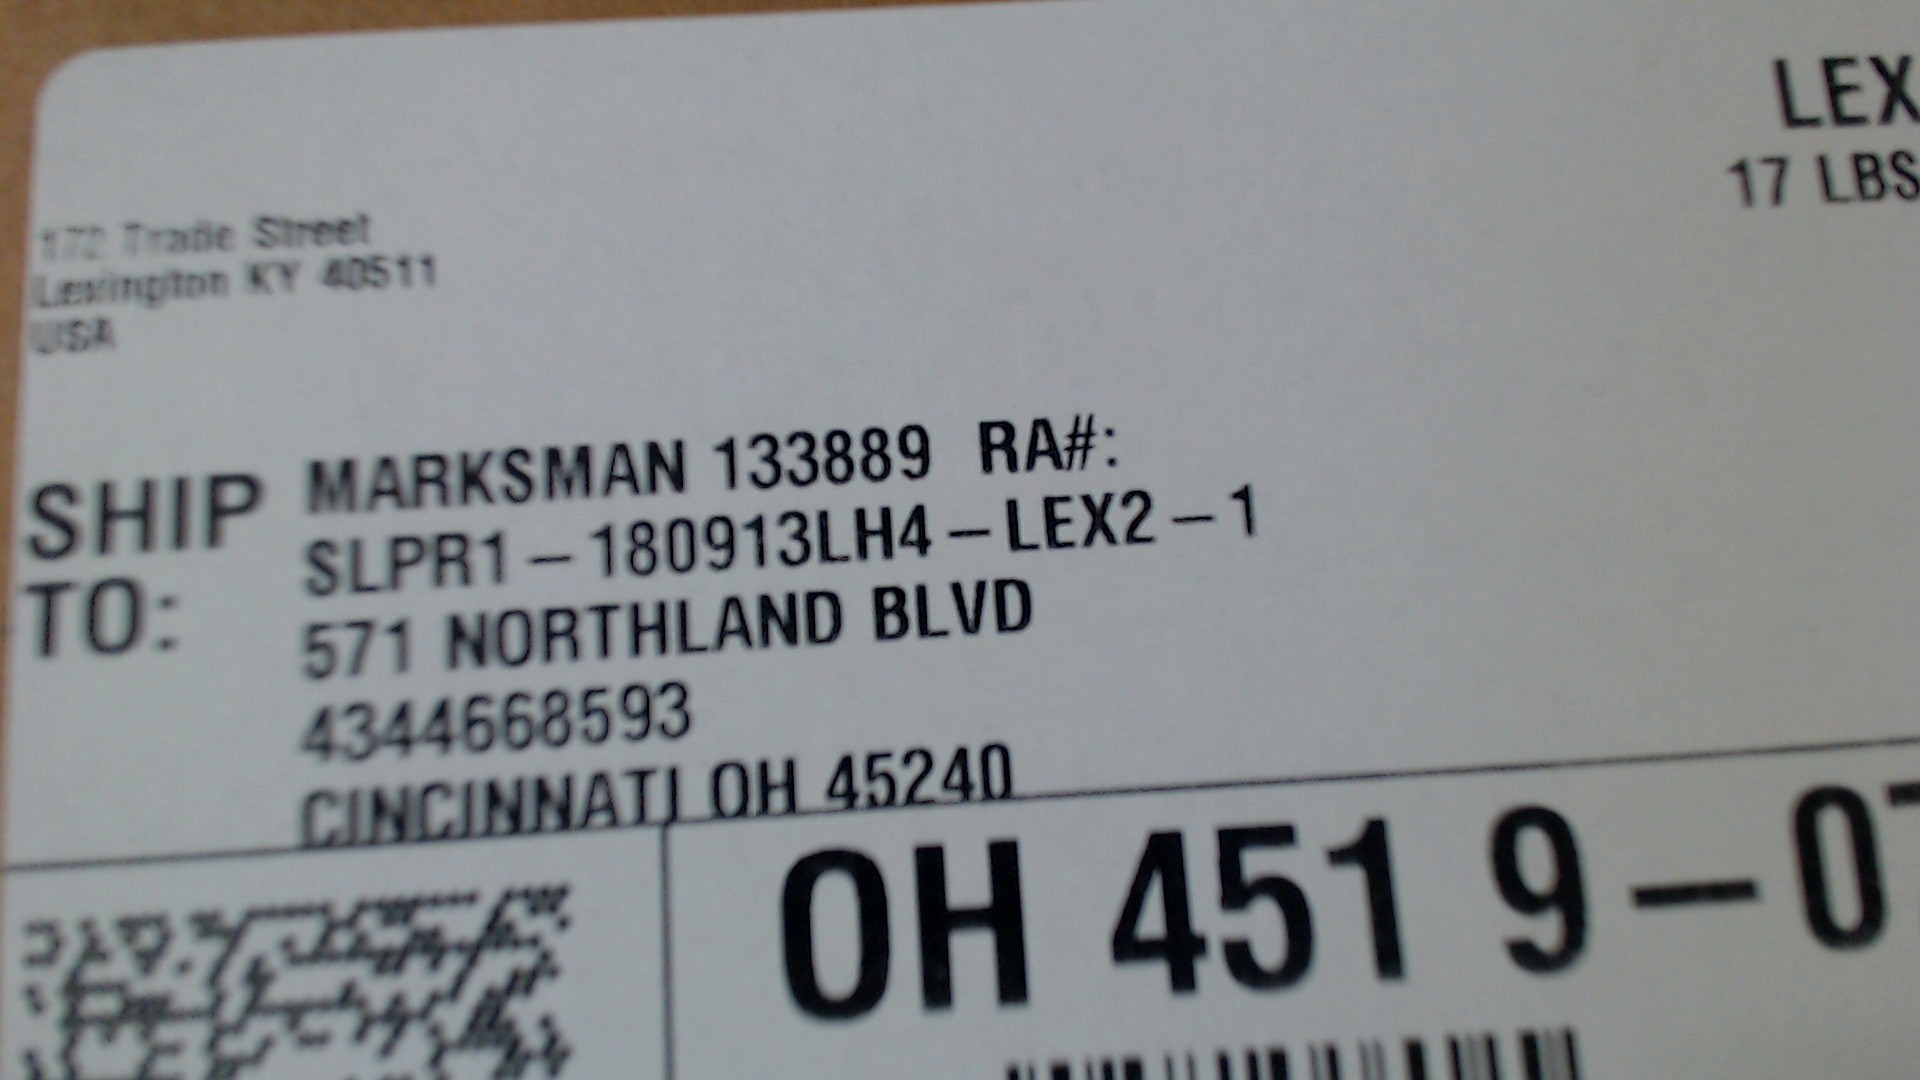 LEX
17 LBS
172 Trade Street
Lexington KY 40511
USA
SHIP TO:
MARKSMAN 133889 RA#:
SLPR1-180913LH4-LEX2-1
571 NORTHLAND BLVD
4344668593
CINCINNATI OH 45240
OH 451 9-0